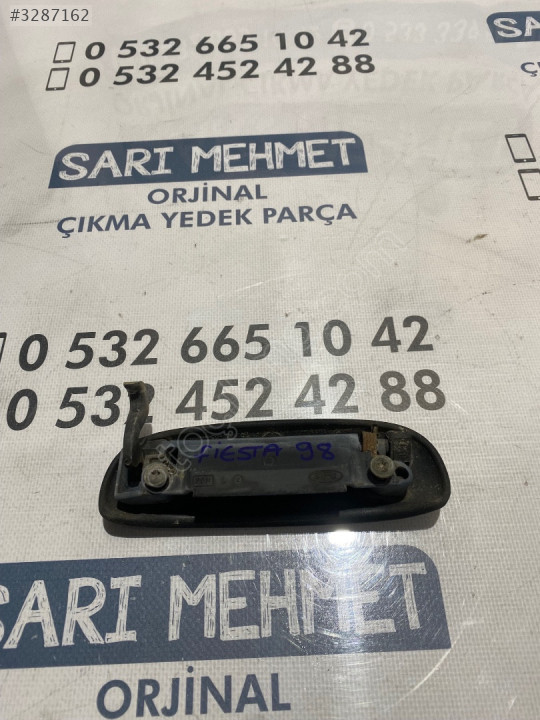 #3287162
0 532 665 10 42
0 532 452 42 88
SARI MEHMET
ORJİNAL
ÇIKMA YEDEK PARÇA
0 532 665 10 42
0 532 452 42 88
FIESTA 98
SARI MEHMET
ORJİNAL